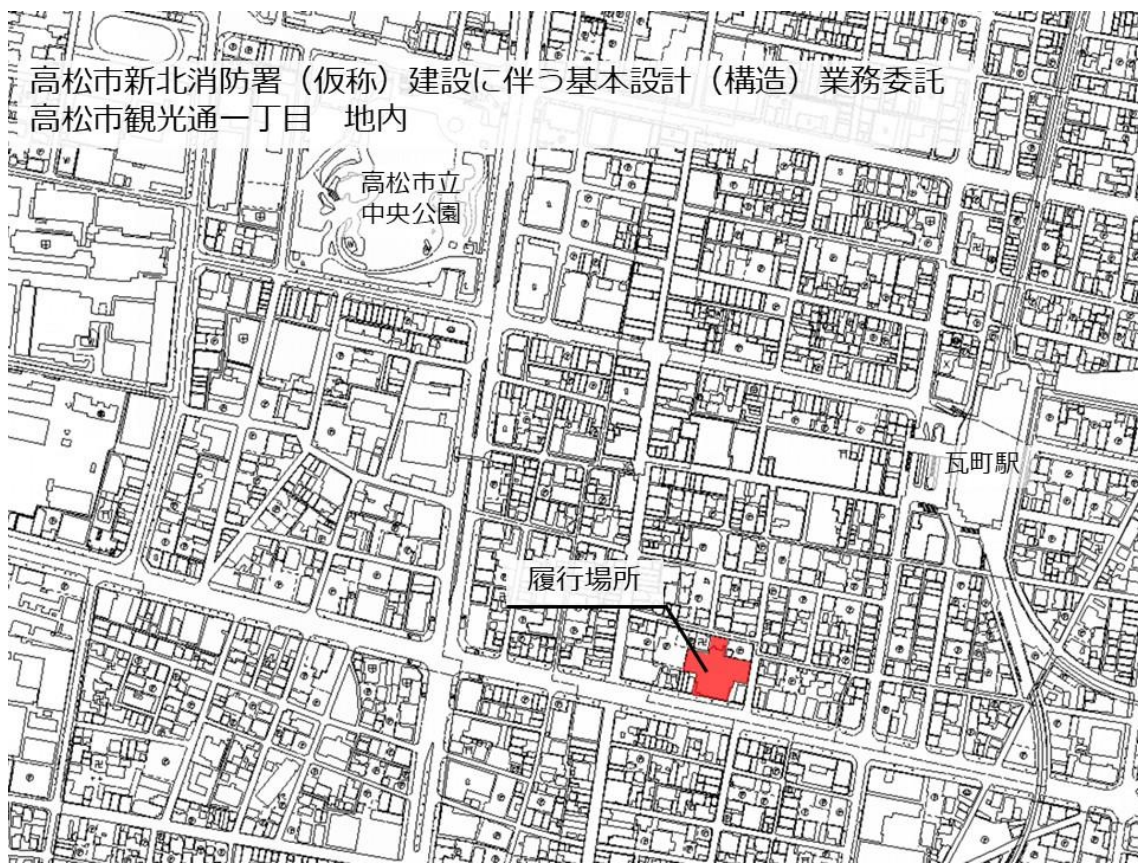 高松市新北消防署（仮称）建設に伴う基本設計（構造）業務委託
高松市観光通一丁目　地内
高松市立
中央公園
瓦町駅
履行場所